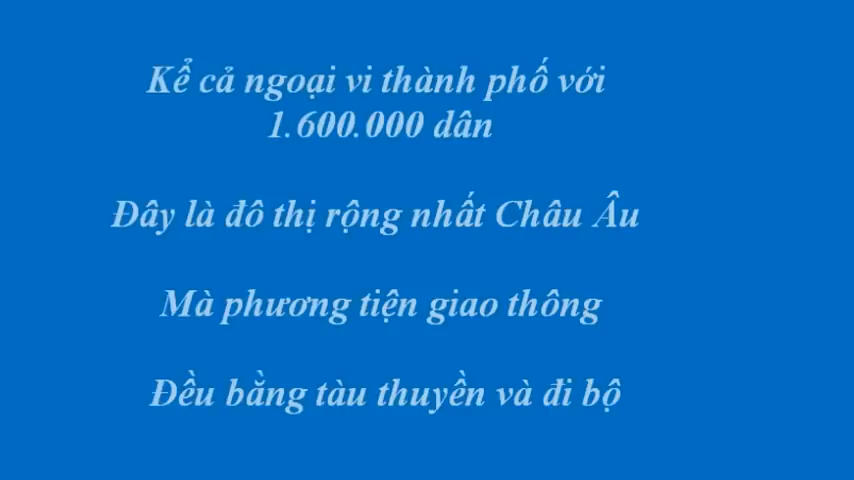 Kể cả ngoại vi thành phố với
1.600.000 dân
Đây là đô thị rộng nhất Châu Âu
Mà phương tiện giao thông
Đều bằng tàu thuyền và đi bộ